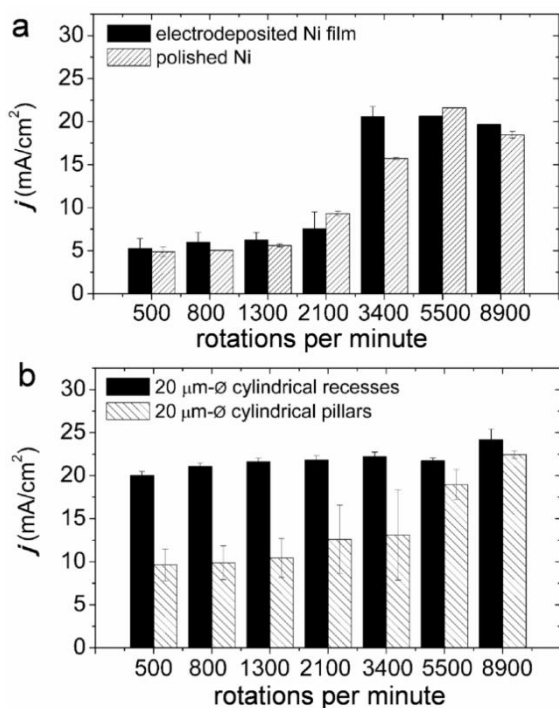 a
30
25
20
15
10
5
0
j (mA/cm²)
electrodeposited Ni film
polished Ni
500 800 1300 2100 3400 5500 8900
rotations per minute
b
30
25
20
15
10
5
0
j (mA/cm²)
20 μm-Ø cylindrical recesses
20 μm-Ø cylindrical pillars
500 800 1300 2100 3400 5500 8900
rotations per minute